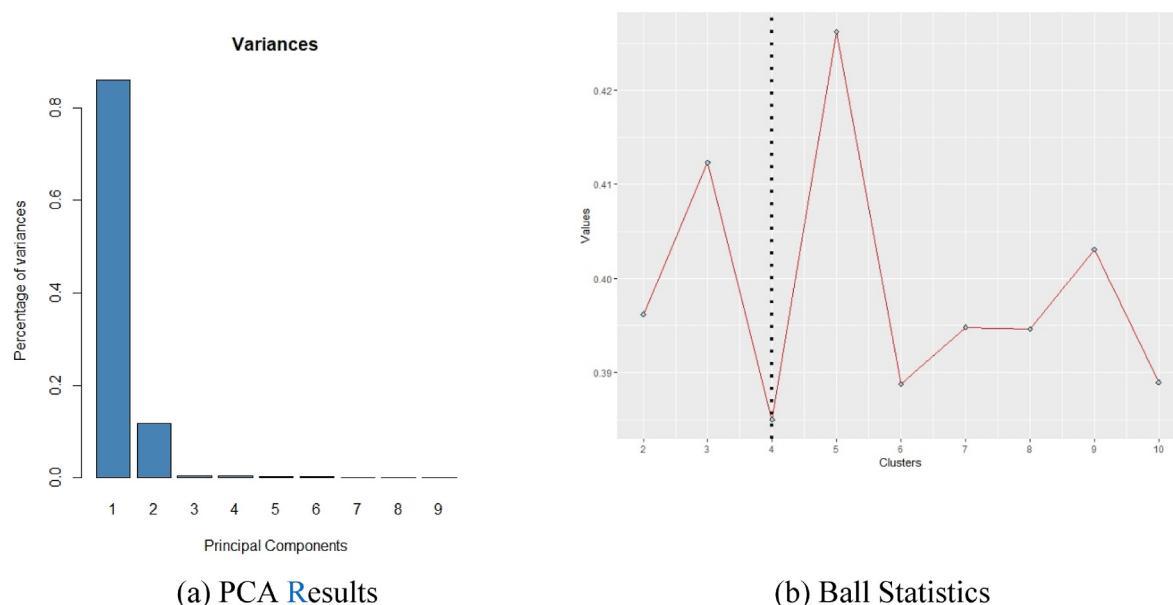 Variances
Percentage of variances
0.8
0.6
0.4
0.2
0.0
1 2 3 4 5 6 7 8 9
Principal Components
(a) PCA Results
Values
0.42
0.41
0.40
0.39
2 3 4 5 6 7 8 9 10
Clusters
(b) Ball Statistics